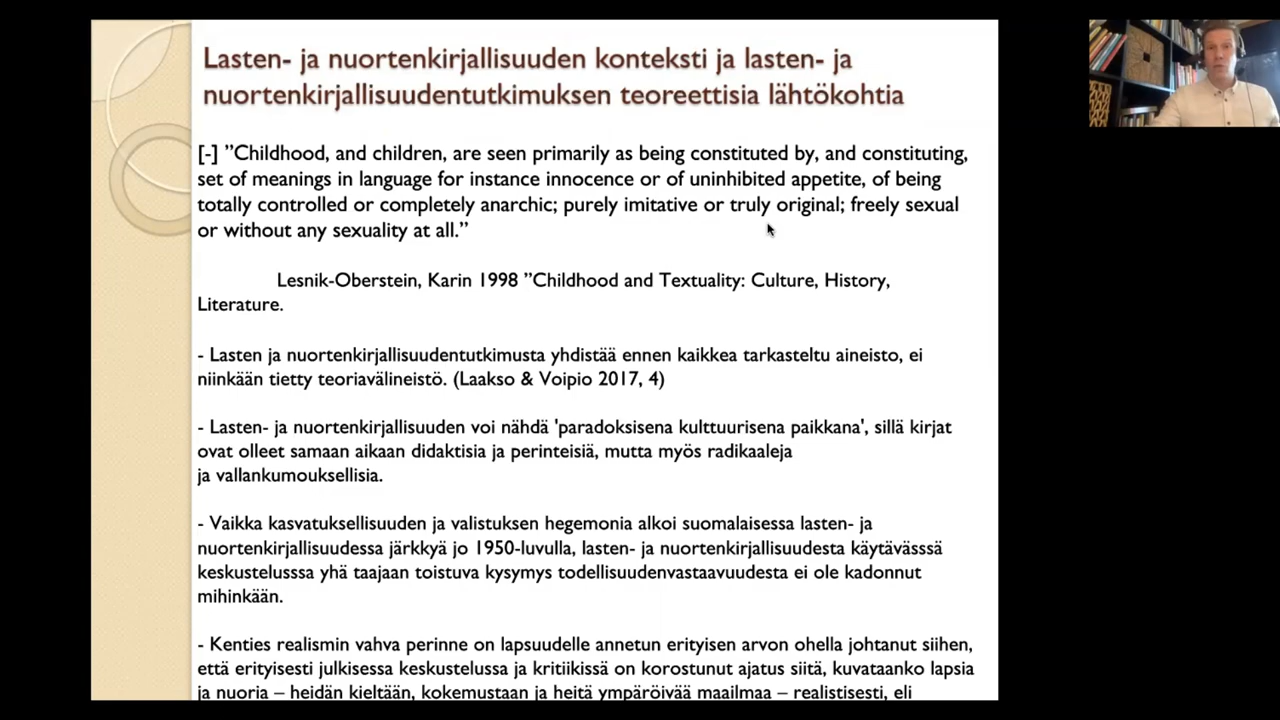 Lasten- ja nuortenkirjallisuuden konteksti ja lasten- ja
nuortenkirjallisuudentutkimuksen teoreettisia lähtökohtia
[-] ”Childhood, and children, are seen primarily as being constituted by, and constituting,
set of meanings in language for instance innocence or of uninhibited appetite, of being
totally controlled or completely anarchic; purely imitative or truly original; freely sexual
or without any sexuality at all.”
Lesnik-Oberstein, Karin 1998 ”Childhood and Textuality: Culture, History,
Literature.
- Lasten ja nuortenkirjallisuudentutkimusta yhdistää ennen kaikkea tarkasteltu aineisto, ei
niinkään tietty teoriavälineistö. (Laakso & Voipio 2017, 4)
- Lasten- ja nuortenkirjallisuuden voi nähdä 'paradoksisena kulttuurisena paikkana', sillä kirjat
ovat olleet samaan aikaan didaktisia ja perinteisiä, mutta myös radikaaleja
ja vallankumouksellisia.
- Vaikka kasvatuksellisuuden ja valistuksen hegemonia alkoi suomalaisessa lasten- ja
nuortenkirjallisuudessa järkkyä jo 1950-luvulla, lasten- ja nuortenkirjallisuudesta käytävässsä
keskustelusssa yhä taajaan toistuva kysymys todellisuudenvastaavuudesta ei ole kadonnut
mihinkään.
- Kenties realismin vahva perinne on lapsuudelle annetun erityisen arvon ohella johtanut siihen,
että erityisesti julkisessa keskustelussa ja kritiikissä on korostunut ajatus siitä, kuvataanko lapsia
ja nuoria – heidän kieltään, kokemustaan ja heitä ympäröivää maailmaa – realistisesti, eli